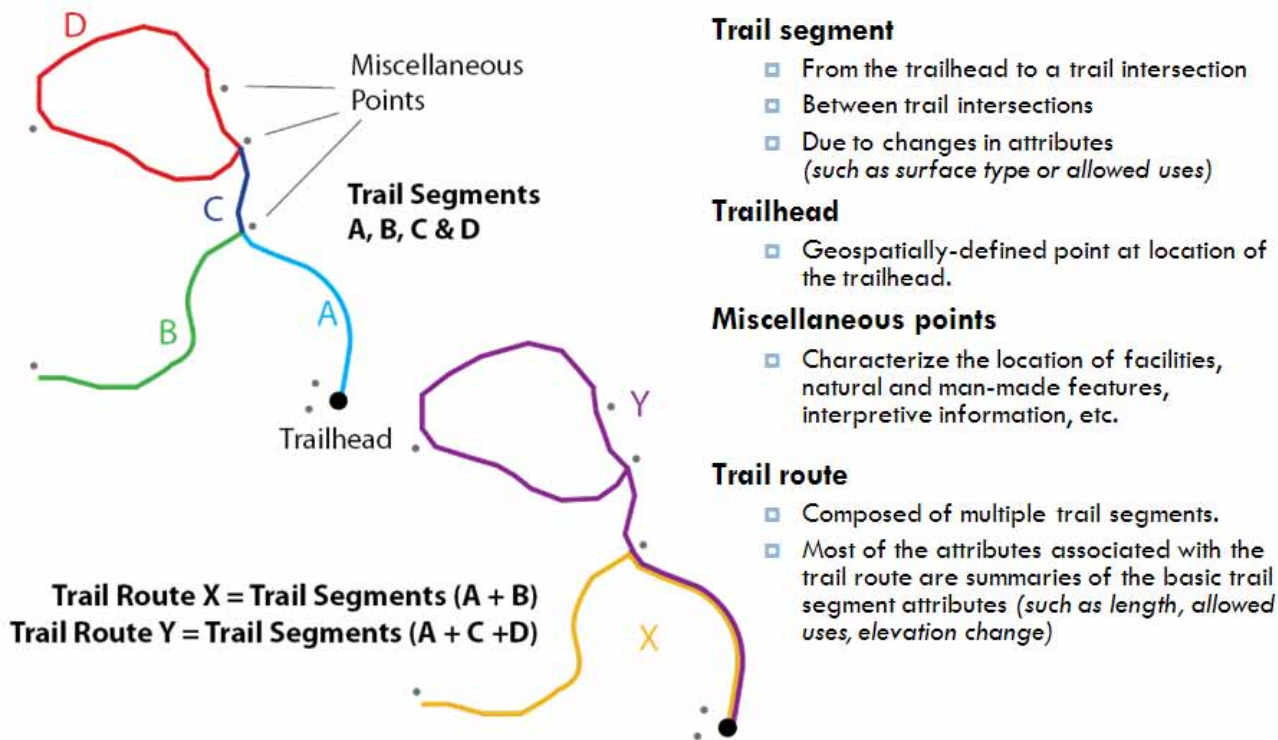 D
Miscellaneous
Points
C
Trail Segments
A, B, C & D
B
A
Trailhead
Y
X
Trail Route X = Trail Segments (A + B)
Trail Route Y = Trail Segments (A + C +D)
Trail segment
From the trailhead to a trail intersection
Between trail intersections
Due to changes in attributes
(such as surface type or allowed uses)
Trailhead
Geospatially-defined point at location of
the trailhead.
Miscellaneous points
Characterize the location of facilities,
natural and man-made features,
interpretive information, etc.
Trail route
Composed of multiple trail segments.
Most of the attributes associated with the
trail route are summaries of the basic trail
segment attributes (such as length, allowed
uses, elevation change)